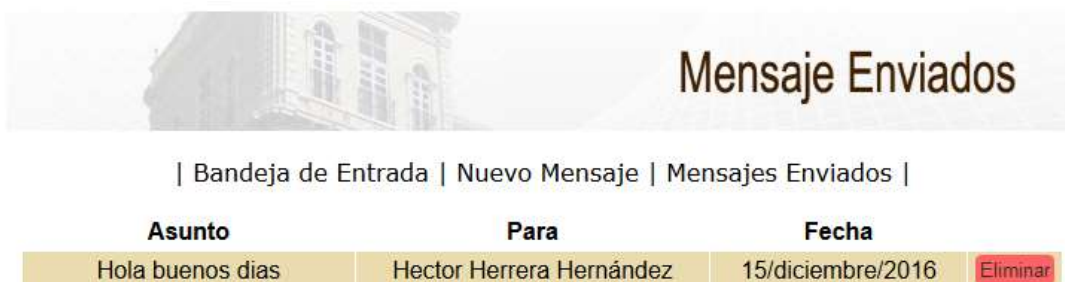 Mensaje Enviados
| Bandeja de Entrada | Nuevo Mensaje | Mensajes Enviados |
Asunto Para Fecha
Hola buenos dias Hector Herrera Hernández 15/diciembre/2016 Eliminar